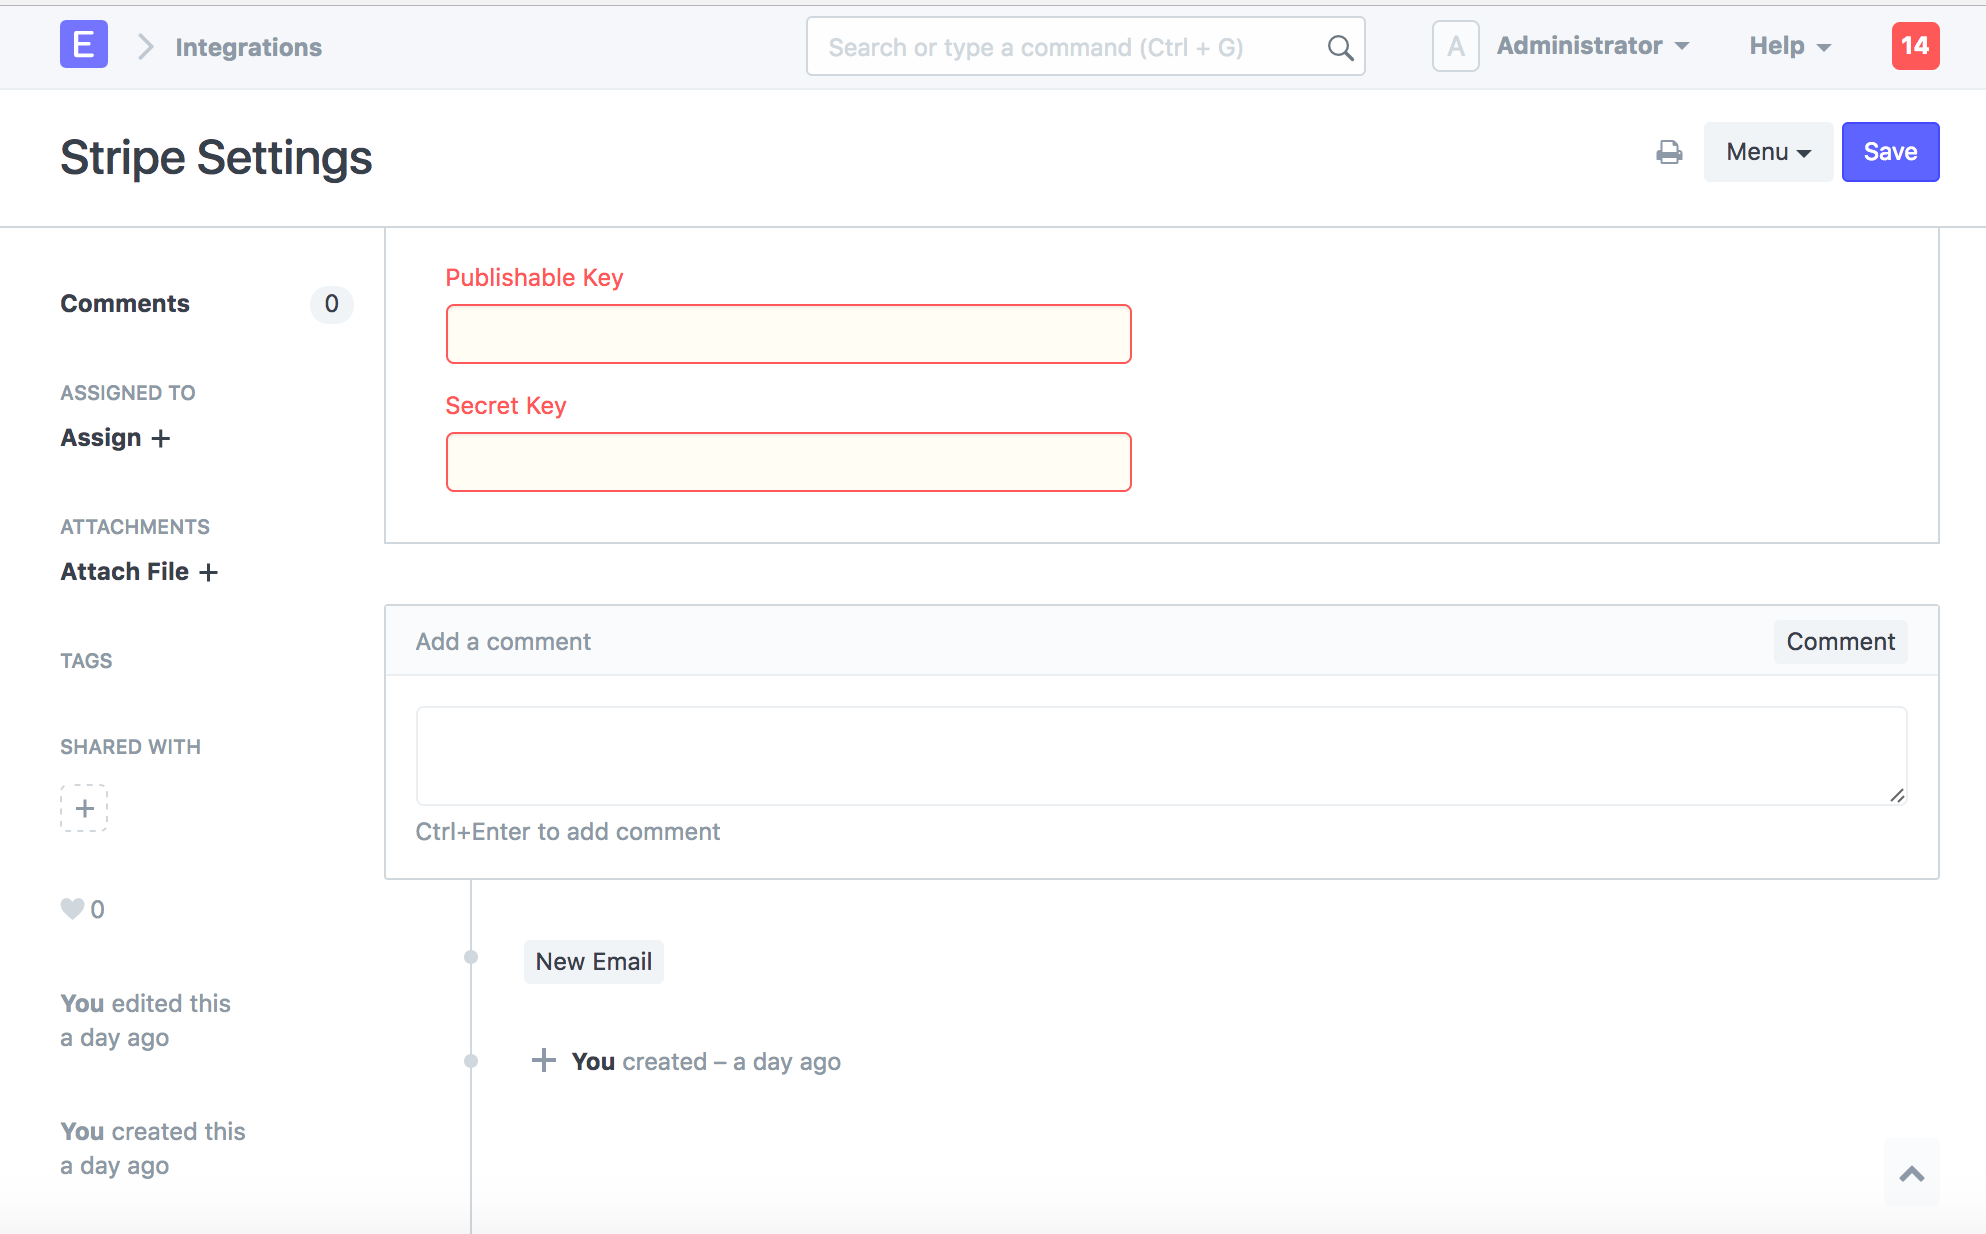 E
Integrations
Search or type a command (Ctrl + G)
A
Administrator
Help
14
Stripe Settings
Menu
Save
Comments
0
ASSIGNED TO
Assign +
ATTACHMENTS
Attach File +
TAGS
SHARED WITH
+
0
You edited this
a day ago
You created this
a day ago
Publishable Key
Secret Key
Add a comment
Comment
Ctrl+Enter to add comment
New Email
+ You created – a day ago